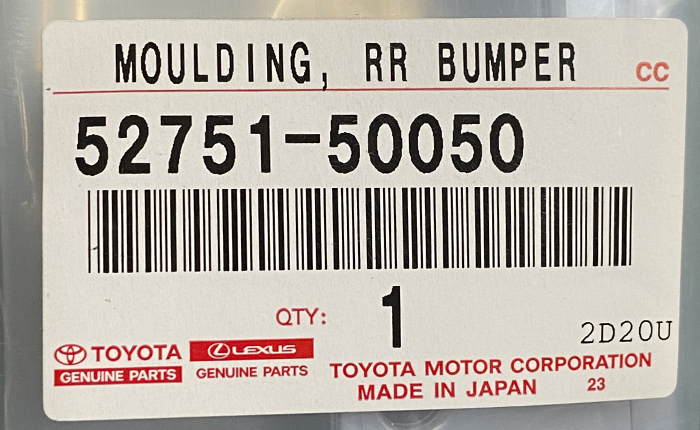 MOULDING, RR BUMPER CC
52751-50050
QTY: 1
2D20U
TOYOTA LEXUS
GENUINE PARTS GENUINE PARTS
TOYOTA MOTOR CORPORATION
MADE IN JAPAN 23